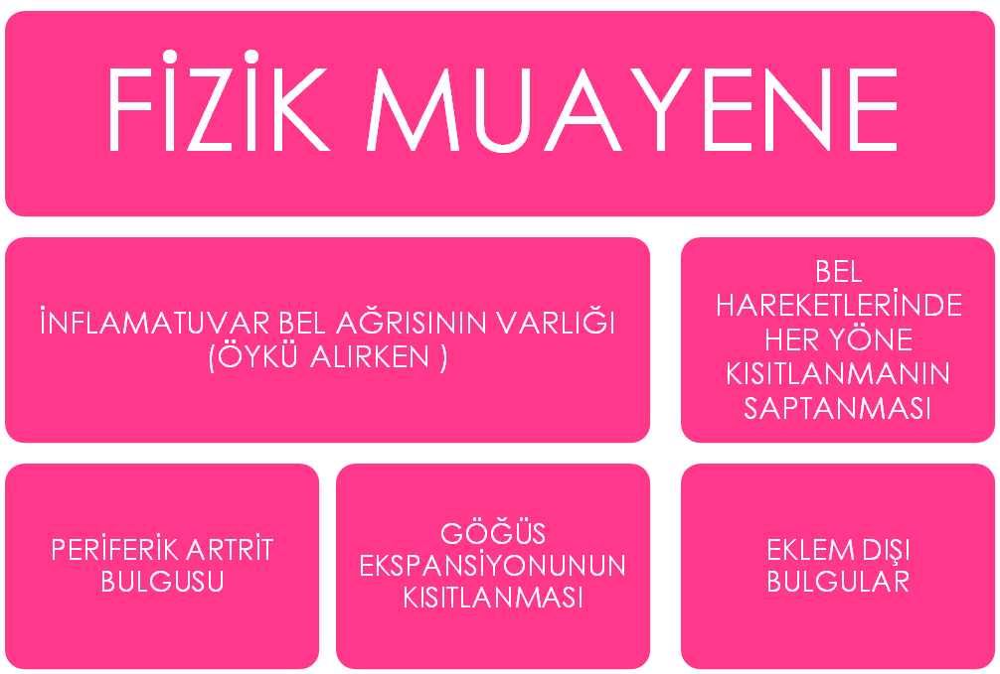 FİZİK MUAYENE
İNFLAMATUVAR BEL AĞRISININ VARLIĞI
(ÖYKÜ ALIRKEN )
BEL
HAREKETLERİNDE
HER YÖNE
KISITLANMANIN
SAPTANMASI
PERİFERİK ARTRİT
BULGUSU
GÖĞÜS
EKSPANSİYONUNUN
KISITLANMASI
EKLEM DIŞI
BULGULAR